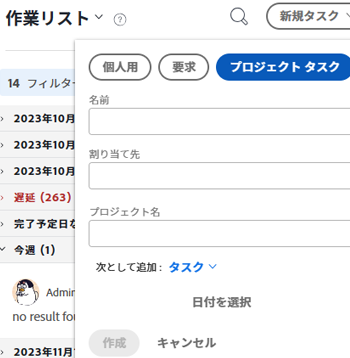 作業リスト
新規タスク
14 フィルター
2023年10月
2023年10月
2023年10月
遅延 (263)
完了予定日な
今週 (1)
Admin
no result fou
2023年11月
個人用
要求
プロジェクト タスク
名前
割り当て先
プロジェクト名
次として追加 : タスク
日付を選択
作成
キャンセル